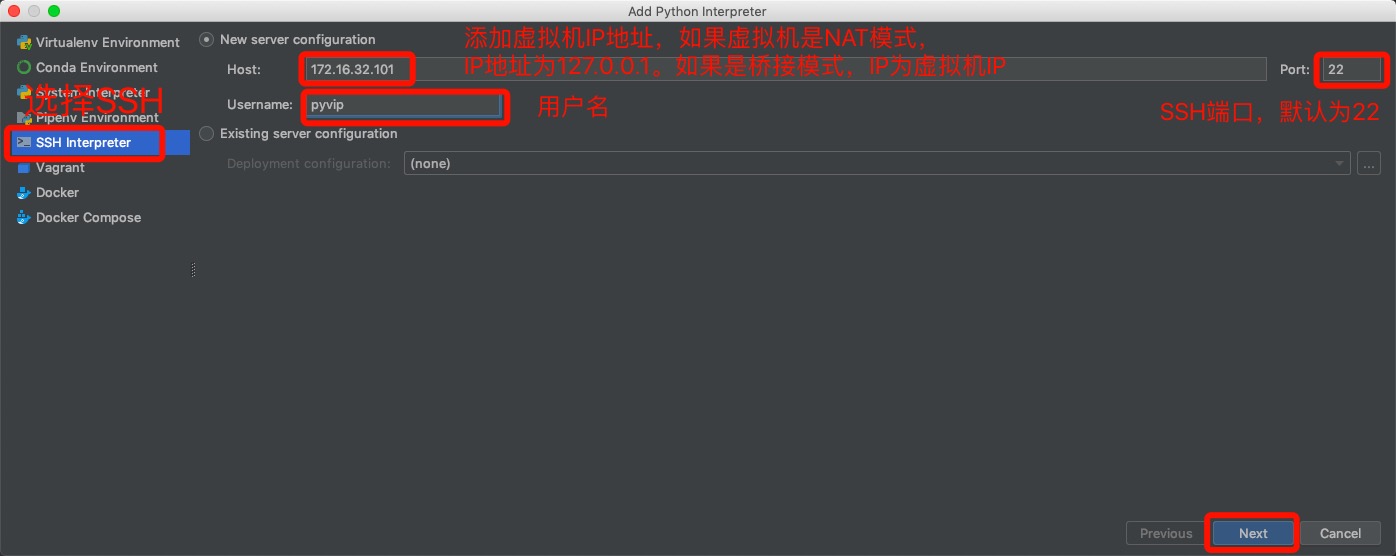 Add Python Interpreter
Virtualenv Environment
Conda Environment
System Interpreter
选择SSH
Pipenv Environment
SSH Interpreter
Vagrant
Docker
Docker Compose
New server configuration
添加虚拟机IP地址，如果虚拟机是NAT模式，
IP地址为127.0.0.1。如果是桥接模式，IP为虚拟机IP
Host: 172.16.32.101
Port: 22
Username: pyvip
用户名
SSH端口，默认为22
Existing server configuration
Deployment configuration: (none) ...
Previous Next Cancel